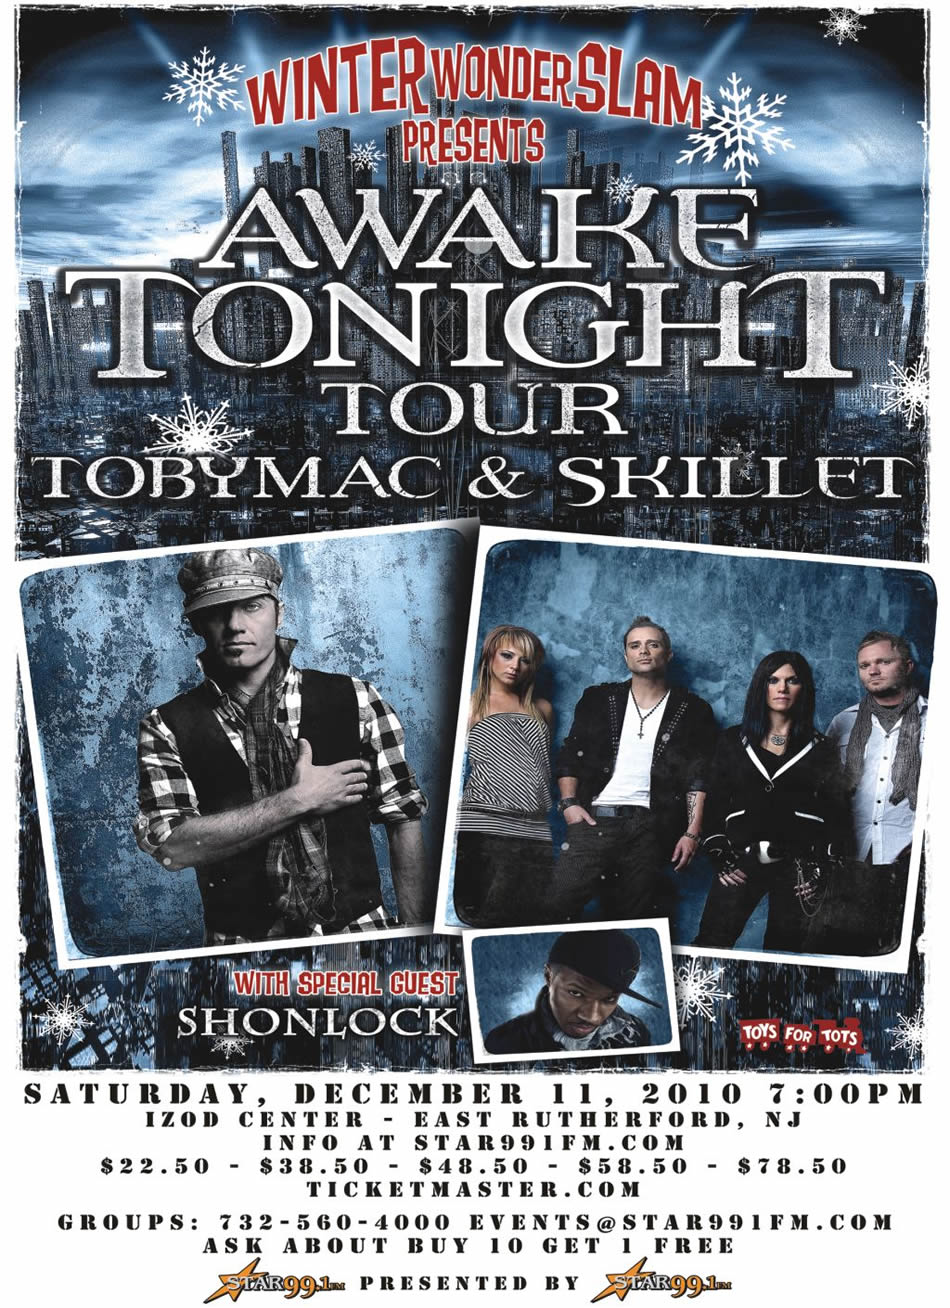 WINTER WONDER SLAM
PRESENTS
AWAKE
TONIGHT
TOUR
TOBYMAC & SKILLET
WITH SPECIAL GUEST
SHONLOCK
TOYS FOR TOTS
SATURDAY, DECEMBER 11, 2010 7:00PM
IZOD CENTER - EAST RUTHERFORD, NJ
INFO AT STAR991FM.COM
$22.50 - $38.50 - $48.50 - $58.50 - $78.50
TICKETMASTER.COM
GROUPS: 732-560-4000 EVENTS@STAR991FM.COM
ASK ABOUT BUY 10 GET 1 FREE
STAR99.1FM PRESENTED BY STAR99.1FM